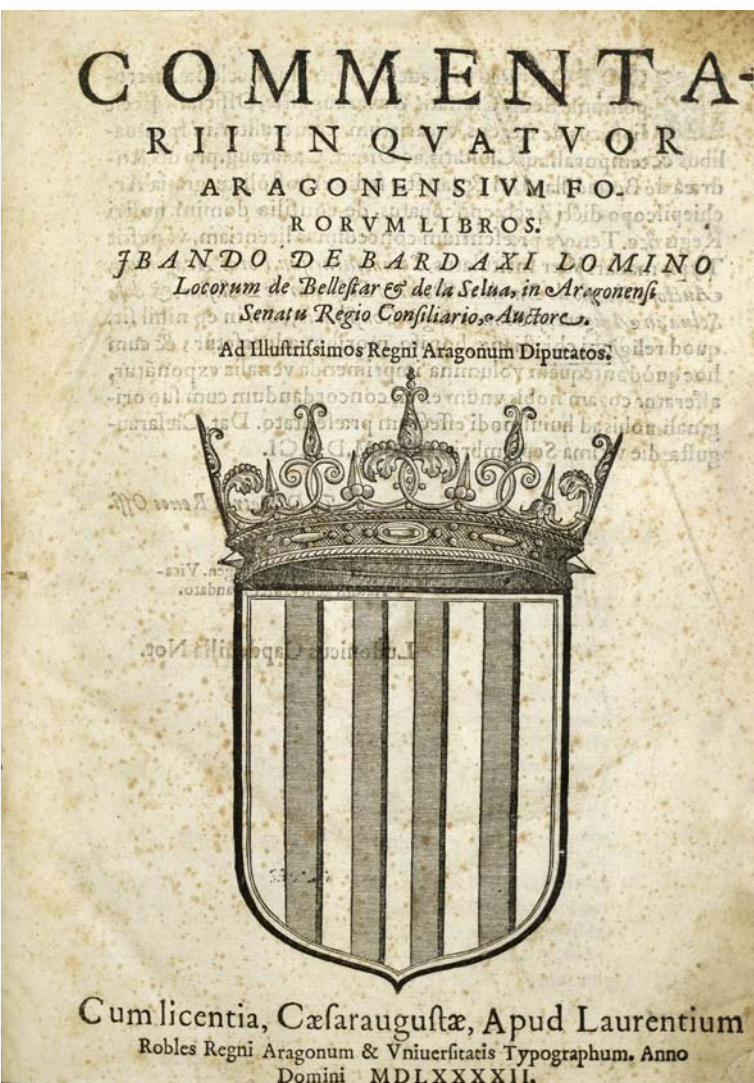 COMMENTA-
RII IN QVATVOR
ARAGONENSIVM FO-
RORVM LIBROS.
IBANDO DE BARDAXI LOMINO
Locorum de Bellestar & de la Selua, in Aragonensi
Senatu Regio Consiliario, Auctore.
Ad Illustrissimos Regni Aragonum Diputatos.
Cum licentia, Cæsaraugustæ, Apud Laurentium
Robles Regni Aragonum & Vniuersitatis Typographum. Anno
Domini MDLXXXXII.